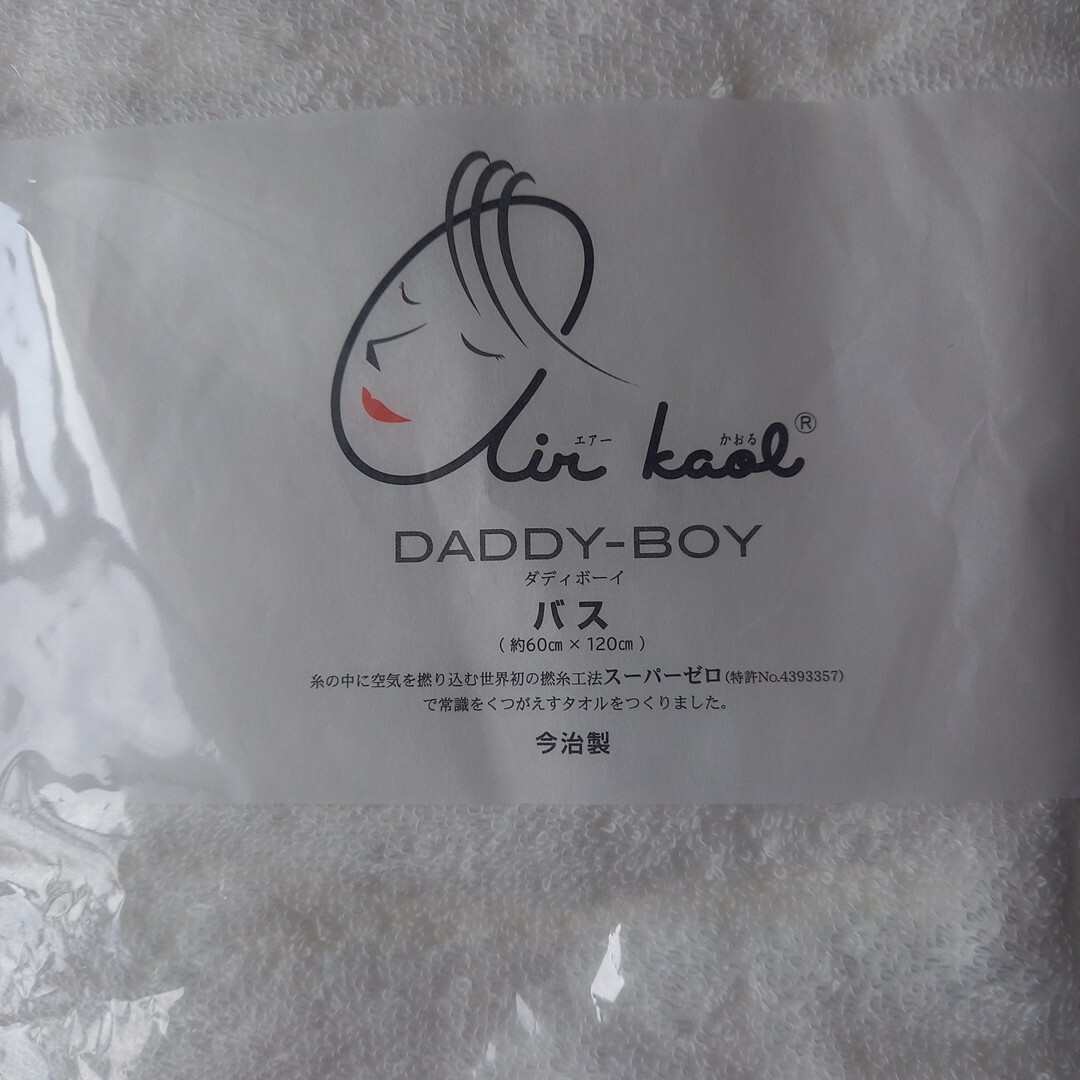 エアー かおる
air kaol®
DADDY-BOY
ダディボーイ
バス
（約60㎝×120㎝）
糸の中に空気を撚り込む世界初の撚糸工法スーパーゼロ(特許No.4393357)
で常識をくつがえすタオルをつくりました。
今治製